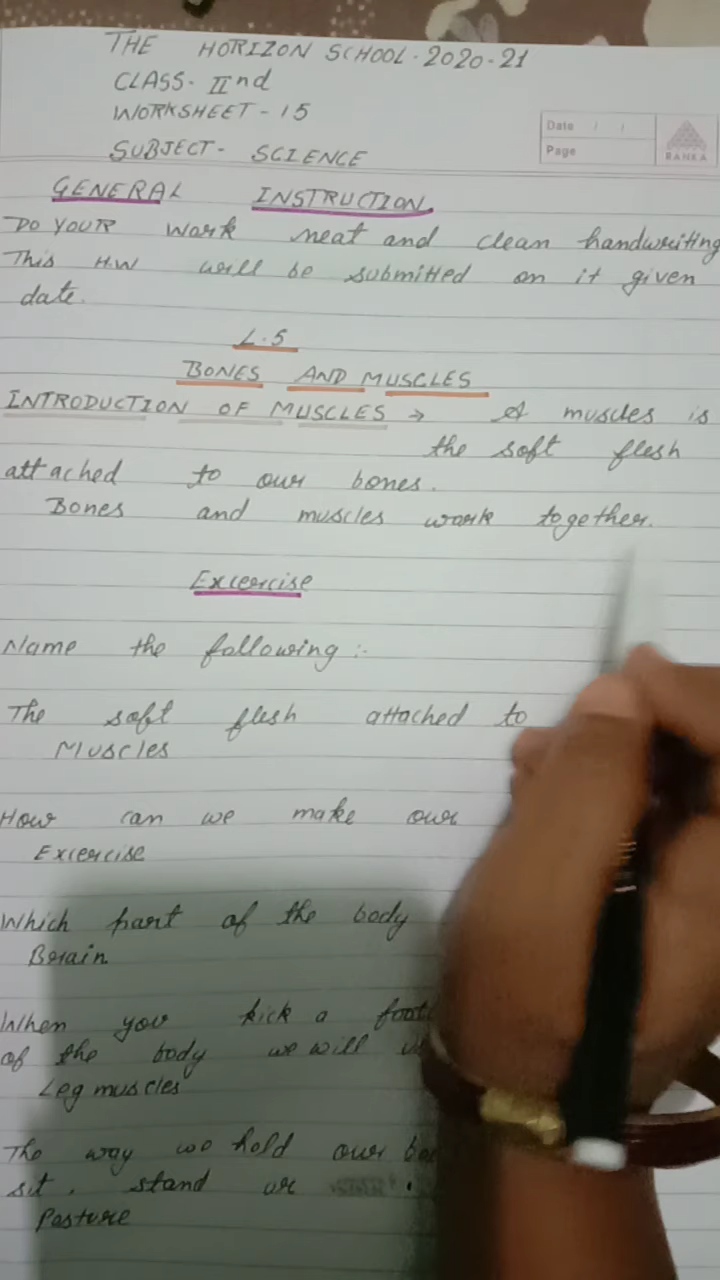 THE HORIZON SCHOOL. 2020-21
CLASS- IInd
WORKSHEET - 15
SUBJECT- SCIENCE
Date / /
Page
RANKA
GENERAL INSTRUCTION
DO YOUR work neat and clean handwriting
This H.W will be submitted on it given
date.
L.5
BONES AND MUSCLES
INTRODUCTION OF MUSCLES → A muscles is
the soft flesh
attached to our bones.
Bones and muscles work together.
Excercise
Name the following :-
The soft flesh attached to
Muscles
How can we make our
Excercise
Which part of the body
Brain
When you kick a foot
of the body we will
Leg muscles
The way we hold our
sit, stand or
Posture